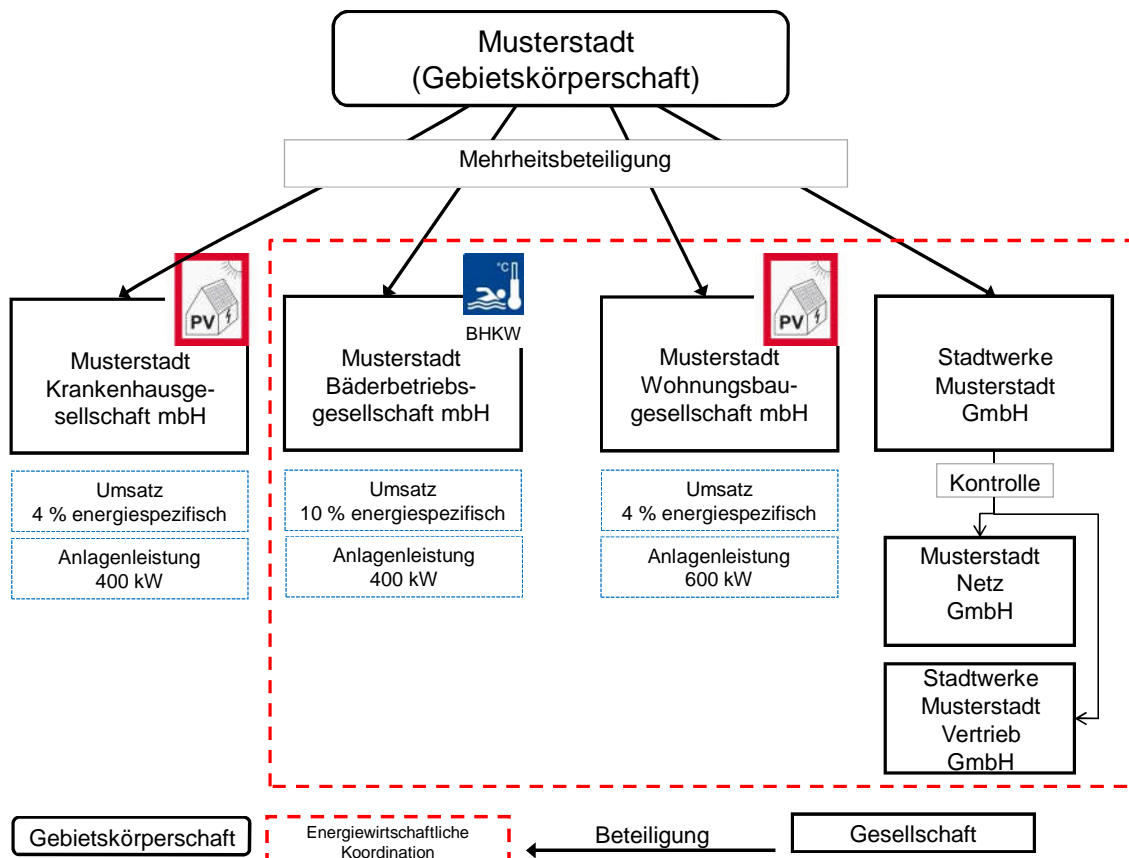 Musterstadt
(Gebietskörperschaft)
Mehrheitsbeteiligung
PV
Musterstadt
Krankenhausge-
sellschaft mbH
°C
BHKW
Musterstadt
Bäderbetriebs-
gesellschaft mbH
PV
Musterstadt
Wohnungsbau-
gesellschaft mbH
Stadtwerke
Musterstadt
GmbH
Umsatz
4 % energiespezifisch
Anlagenleistung
400 kW
Umsatz
10 % energiespezifisch
Anlagenleistung
400 kW
Umsatz
4 % energiespezifisch
Anlagenleistung
600 kW
Kontrolle
Musterstadt
Netz
GmbH
Stadtwerke
Musterstadt
Vertrieb
GmbH
Gebietskörperschaft
Energiewirtschaftliche
Koordination
Beteiligung
Gesellschaft